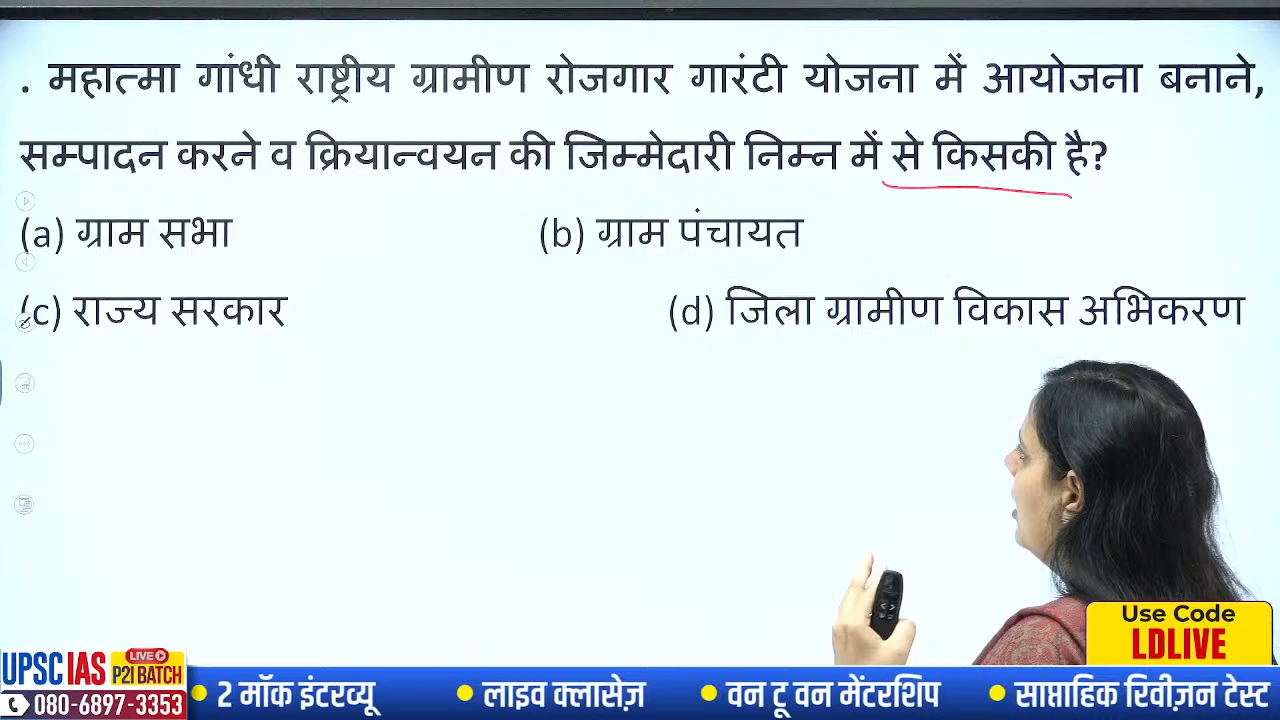 . महात्मा गांधी राष्ट्रीय ग्रामीण रोजगार गारंटी योजना में आयोजना बनाने,
सम्पादन करने व क्रियान्वयन की जिम्मेदारी निम्न में से किसकी है?
(a) ग्राम सभा (b) ग्राम पंचायत
(c) राज्य सरकार (d) जिला ग्रामीण विकास अभिकरण
Use Code
LDLIVE
UPSC IAS LIVE P2I BATCH
080-6897-3353
• 2 मॉक इंटरव्यू • लाइव क्लासेज़ • वन टू वन मेंटरशिप • साप्ताहिक रिवीज़न टेस्ट